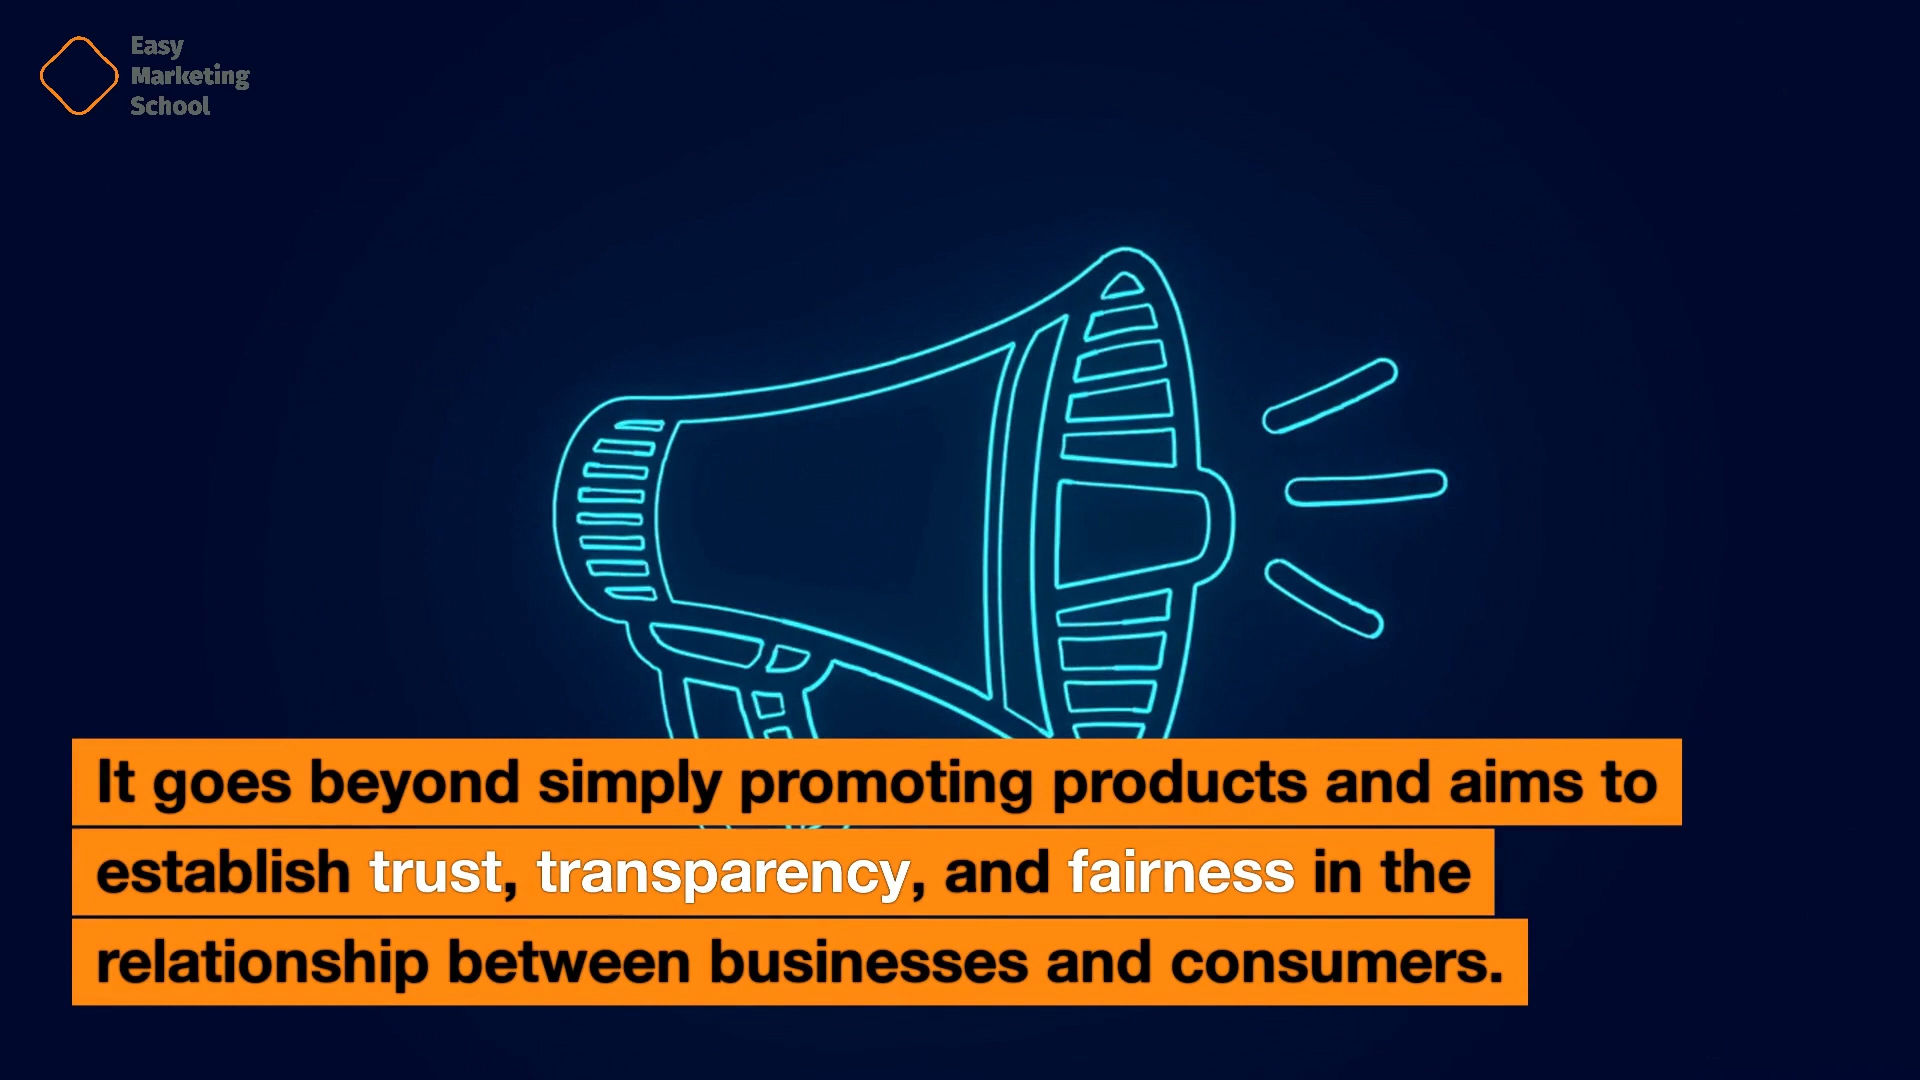 Easy
Marketing
School
It goes beyond simply promoting products and aims to
establish trust, transparency, and fairness in the
relationship between businesses and consumers.